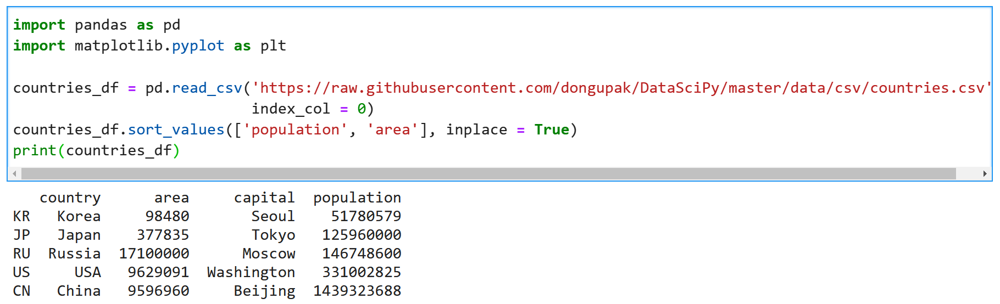 import pandas as pd
import matplotlib.pyplot as plt
countries_df = pd.read_csv('https://raw.githubusercontent.com/dongupak/DataSciPy/master/data/csv/countries.csv'
index_col = 0)
countries_df.sort_values(['population', 'area'], inplace = True)
print(countries_df)
country area capital population
KR Korea 98480 Seoul 51780579
JP Japan 377835 Tokyo 125960000
RU Russia 17100000 Moscow 146748600
US USA 9629091 Washington 331002825
CN China 9596960 Beijing 1439323688